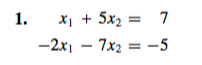 1. x₁ + 5x₂ = 7
−2x₁ − 7x₂ = −5